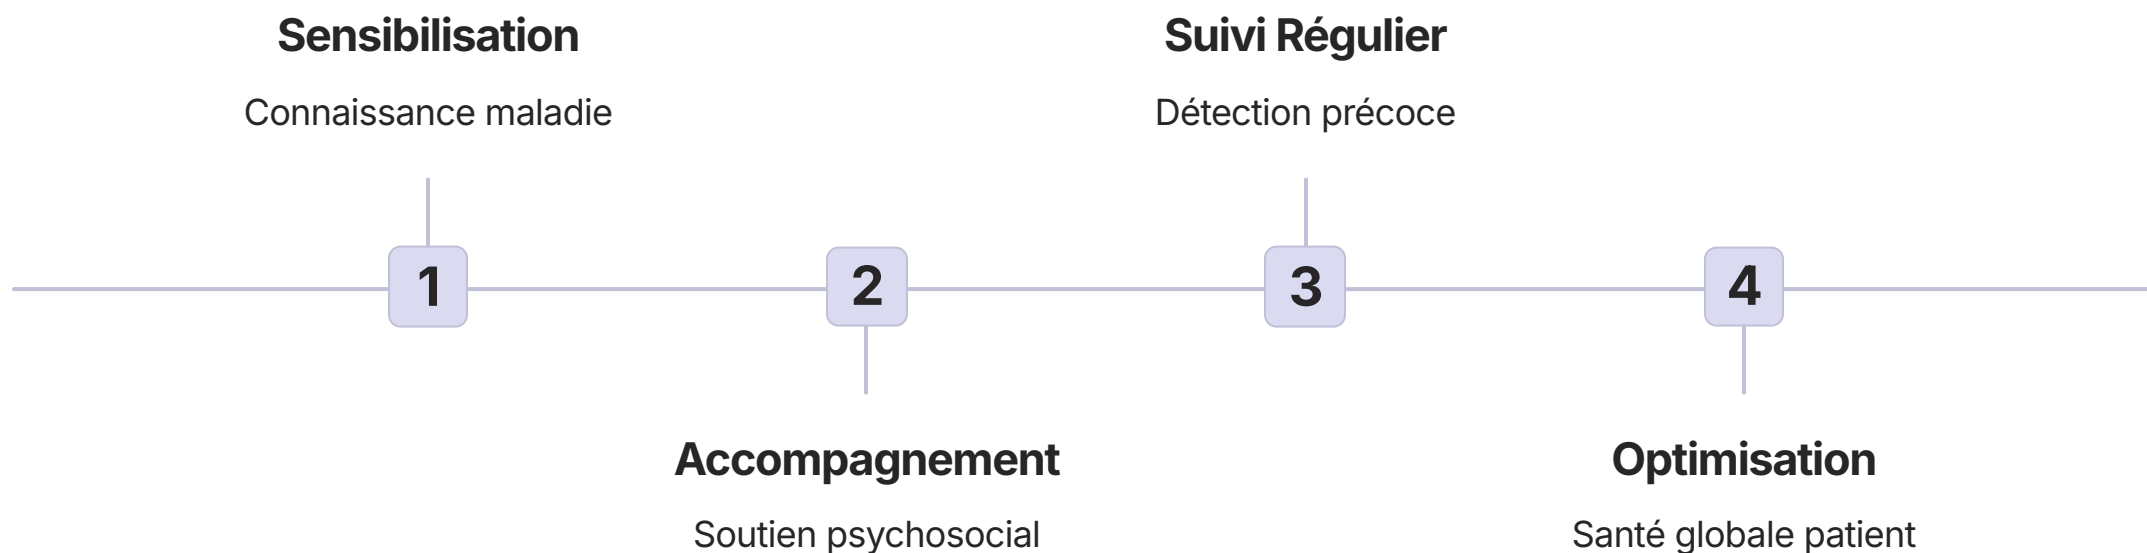 Sensibilisation
Connaissance maladie
1
Accompagnement
Soutien psychosocial
2
Suivi Régulier
Détection précoce
3
Optimisation
Santé globale patient
4